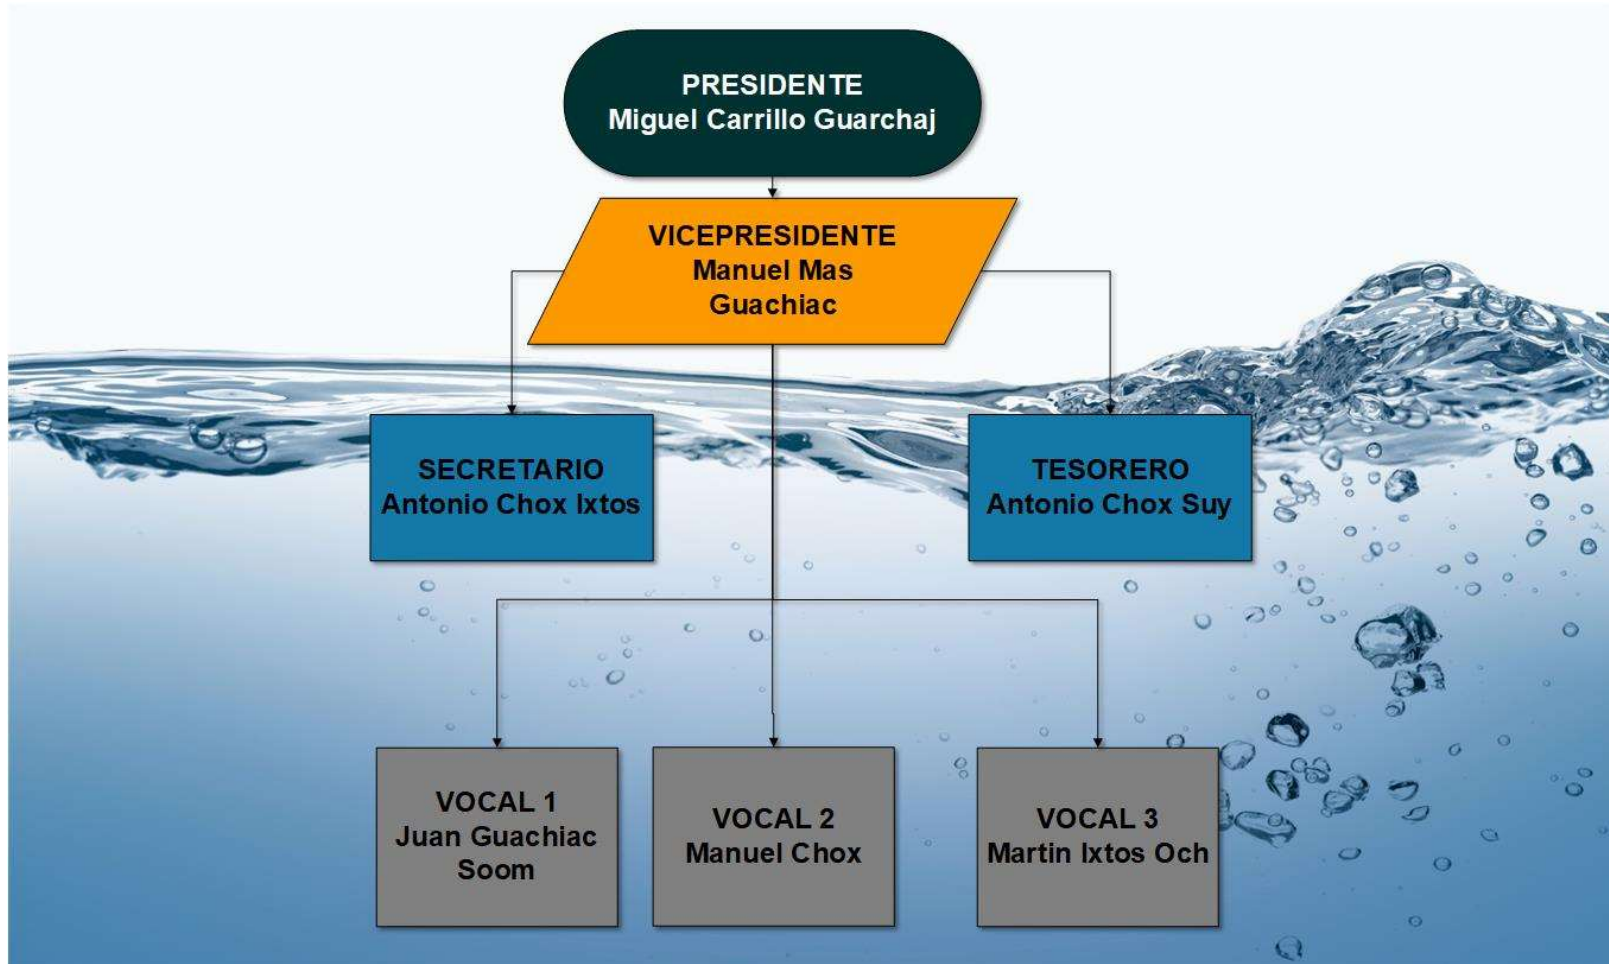 PRESIDENTE
Miguel Carrillo Guarchaj
VICEPRESIDENTE
Manuel Mas
Guachiac
SECRETARIO
Antonio Chox Ixtos
TESORERO
Antonio Chox Suy
VOCAL 1
Juan Guachiac
Soom
VOCAL 2
Manuel Chox
VOCAL 3
Martin Ixtos Och